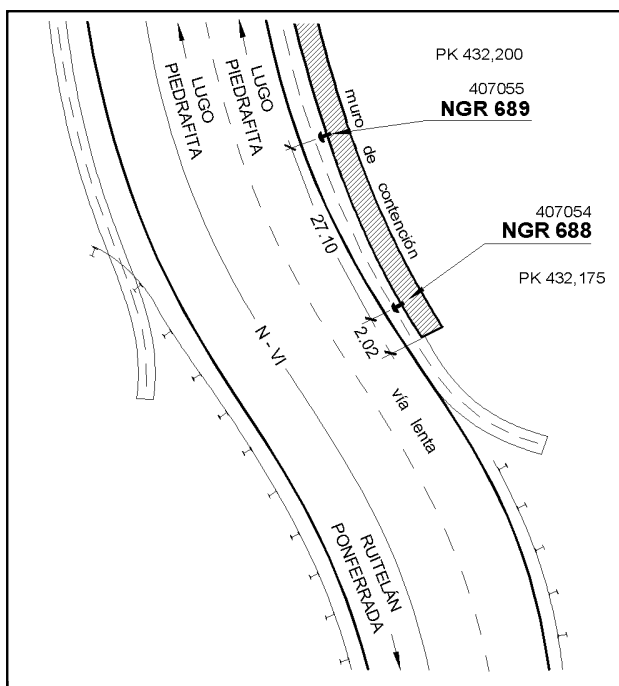 PK 432,200
407055
NGR 689
LUGO
PIEDRAFITA
LUGO
PIEDRAFITA
muro de contención
407054
NGR 688
PK 432,175
27.10
2.02
N - VI
vía lenta
RUITELÁN
PONFERRADA